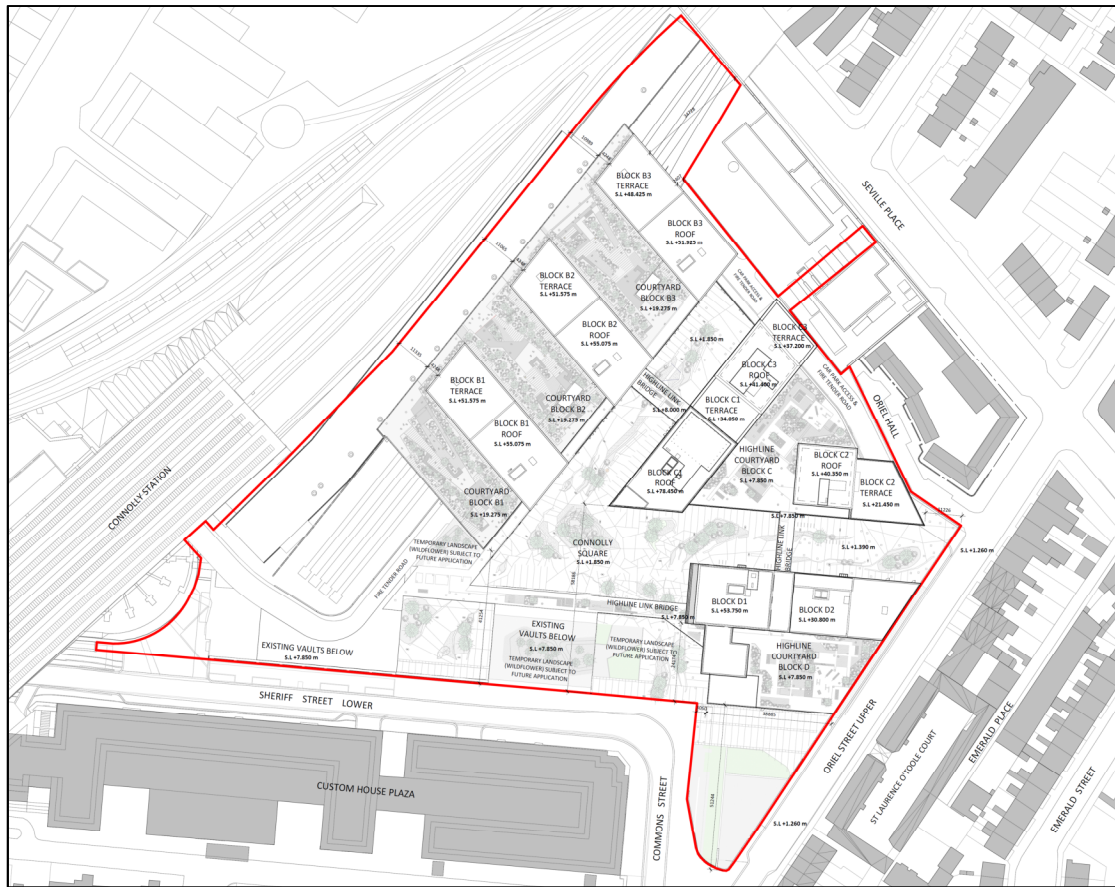 BLOCK B3
TERRACE
S.L +48.425 m
BLOCK B3
ROOF
S.L +51.925 m
SEVILLE PLACE
BLOCK B2
TERRACE
S.L +51.575 m
COURTYARD
BLOCK B3
S.L +19.275 m
CAR PARK ACCESS &
FIRE TENDER ROAD
BLOCK B2
ROOF
S.L +55.075 m
S.L +1.850 m
BLOCK B3
TERRACE
S.L +37.200 m
BLOCK C3
ROOF
S.L +41.400 m
HIGHLINE LINK
BRIDGE
S.L +8.000 m
CAR PARK ACCESS &
FIRE TENDER ROAD
ORIEL HALL
BLOCK B1
TERRACE
S.L +51.575 m
COURTYARD
BLOCK B2
S.L +19.275 m
BLOCK C1
TERRACE
BLOCK B1
ROOF
S.L +55.075 m
HIGHLINE
COURTYARD
BLOCK C
S.L +7.850 m
BLOCK C2
ROOF
S.L +40.350 m
BLOCK C1
ROOF
S.L +78.450 m
BLOCK C2
TERRACE
S.L +21.450 m
CONNOLLY STATION
COURTYARD
BLOCK B1
S.L +19.275 m
S.L +7.850 m
TEMPORARY LANDSCAPE
(WILDFLOWER) SUBJECT TO
FUTURE APPLICATION
FIRE TENDER ROAD
CONNOLLY
SQUARE
S.L +1.850 m
HIGHLINE LINK
BRIDGE
S.L +1.390 m
S.L +1.260 m
BLOCK D1
S.L +53.750 m
BLOCK D2
S.L +30.800 m
HIGHLINE LINK BRIDGE
S.L +7.850 m
EXISTING
VAULTS BELOW
S.L +7.850 m
TEMPORARY LANDSCAPE
(WILDFLOWER) SUBJECT TO
FUTURE APPLICATION
TEMPORARY LANDSCAPE
(WILDFLOWER) SUBJECT TO
FUTURE APPLICATION
EXISTING VAULTS BELOW
S.L +7.850 m
HIGHLINE
COURTYARD
BLOCK D
S.L +7.850 m
SHERIFF STREET LOWER
CUSTOM HOUSE PLAZA
COMMONS STREET
51244
ORIEL STREET UPPER
S.L +1.260 m
ST LAURENCE O'TOOLE COURT
EMERALD PLACE
EMERALD STREET